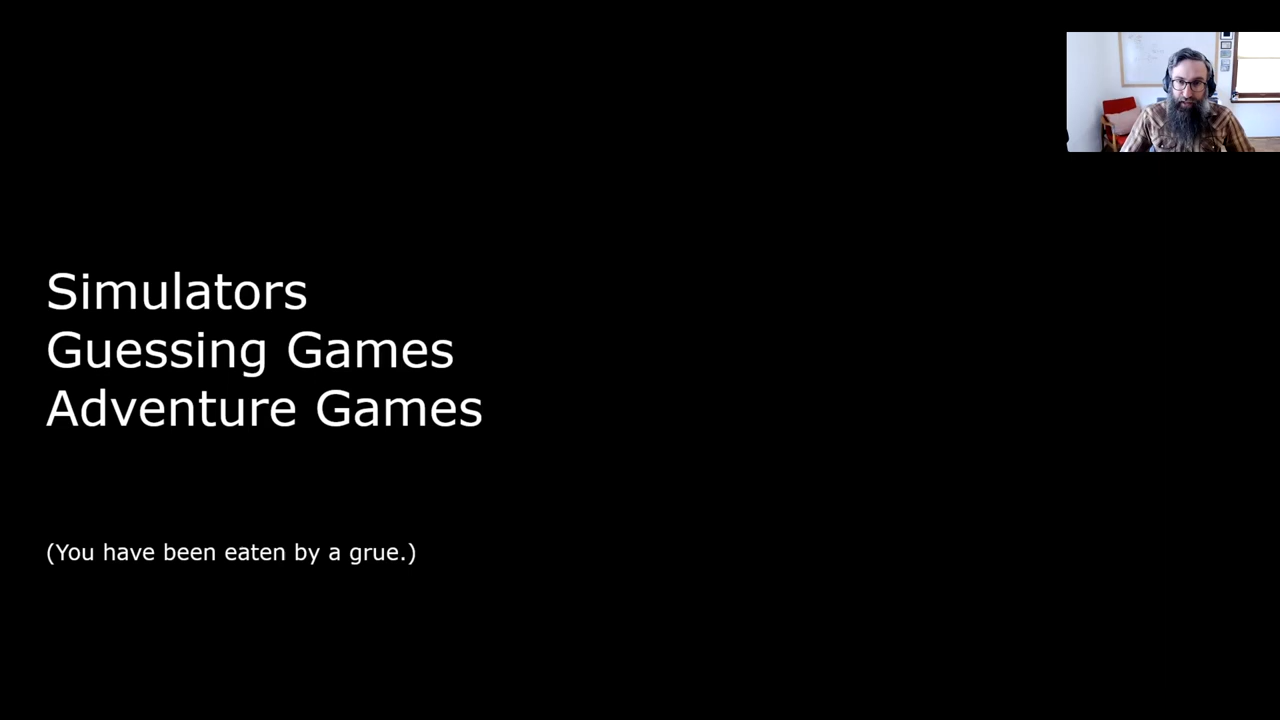 Simulators
Guessing Games
Adventure Games
(You have been eaten by a grue.)